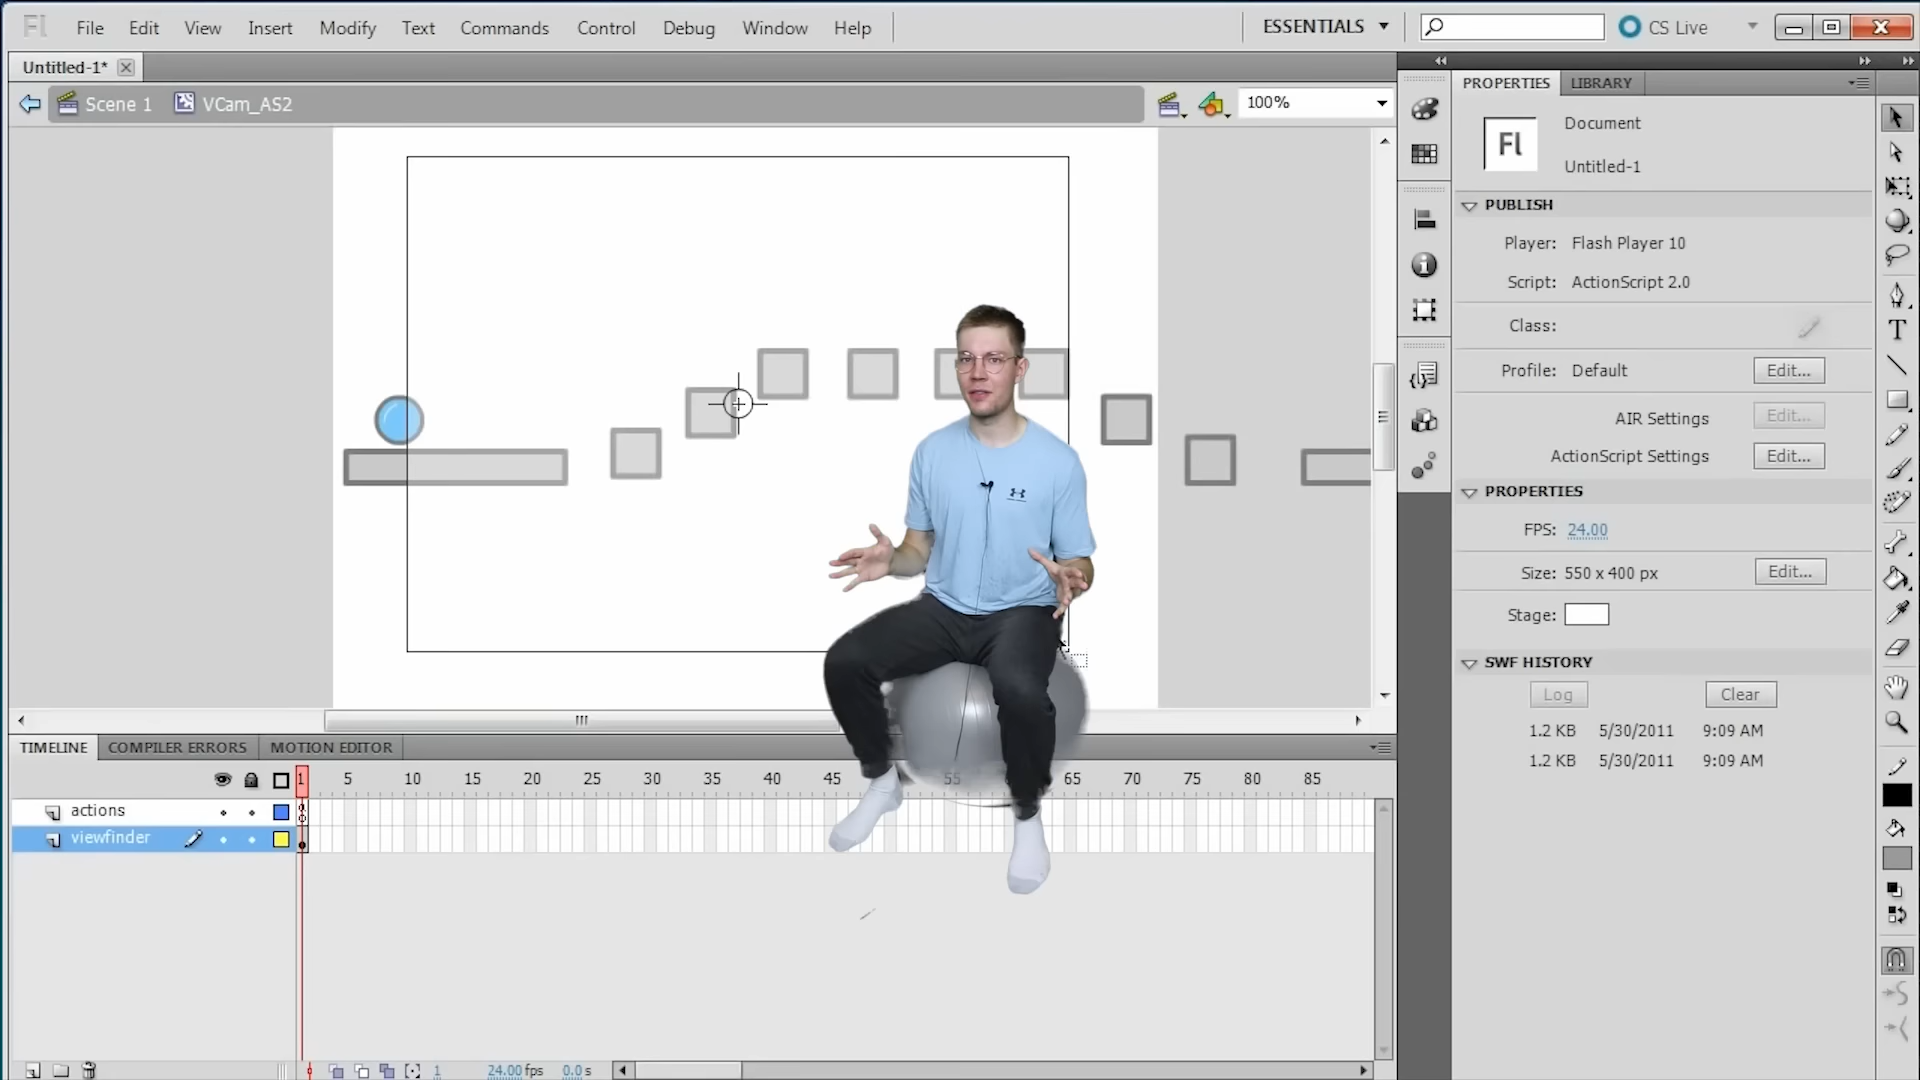 Fl File Edit View Insert Modify Text Commands Control Debug Window Help ESSENTIALS CS Live
Untitled-1*
Scene 1 VCam_AS2 100%
PROPERTIES LIBRARY
Fl
Document
Untitled-1
PUBLISH
Player: Flash Player 10
Script: ActionScript 2.0
Class:
Profile: Default Edit...
AIR Settings Edit...
ActionScript Settings Edit...
PROPERTIES
FPS: 24.00
Size: 550 x 400 px Edit...
Stage:
SWF HISTORY
Log Clear
1.2 KB 5/30/2011 9:09 AM
1.2 KB 5/30/2011 9:09 AM
TIMELINE COMPILER ERRORS MOTION EDITOR
1 5 10 15 20 25 30 35 40 45 55 65 70 75 80 85
actions
viewfinder
1 24.00 fps 0.0 s